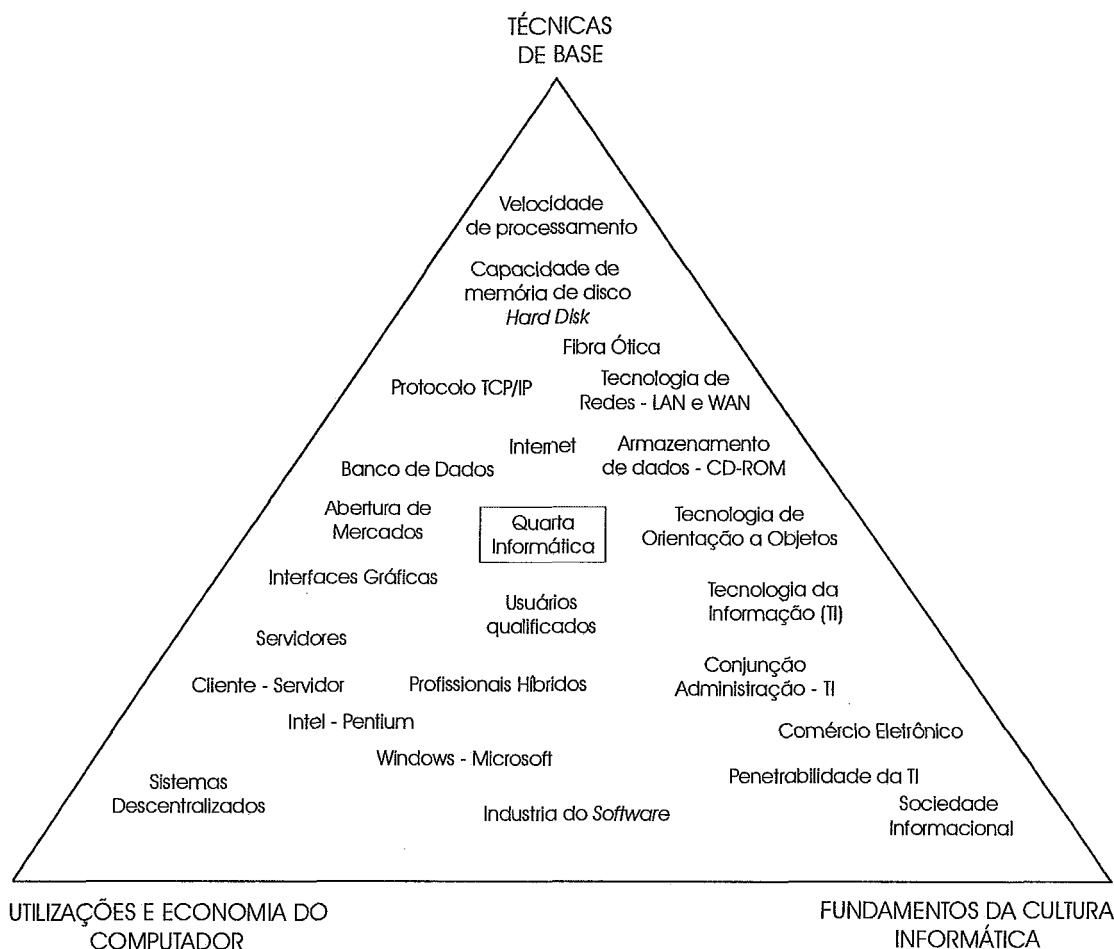 TÉCNICAS
DE BASE
Velocidade
de processamento
Capacidade de
memória de disco
Hard Disk
Fibra Ótica
Protocolo TCP/IP
Tecnologia de
Redes - LAN e WAN
Internet
Armazenamento
de dados - CD-ROM
Banco de Dados
Abertura de
Mercados
Quarta
Informática
Tecnologia de
Orientação a Objetos
Interfaces Gráficas
Usuários
qualificados
Tecnologia da
Informação (TI)
Servidores
Conjunção
Administração - TI
Cliente - Servidor
Profissionais Híbridos
Intel - Pentium
Comércio Eletrônico
Windows - Microsoft
Penetrabilidade da TI
Sistemas
Descentralizados
Industria do Software
Sociedade
Informacional
UTILIZAÇÕES E ECONOMIA DO
COMPUTADOR
FUNDAMENTOS DA CULTURA
INFORMÁTICA